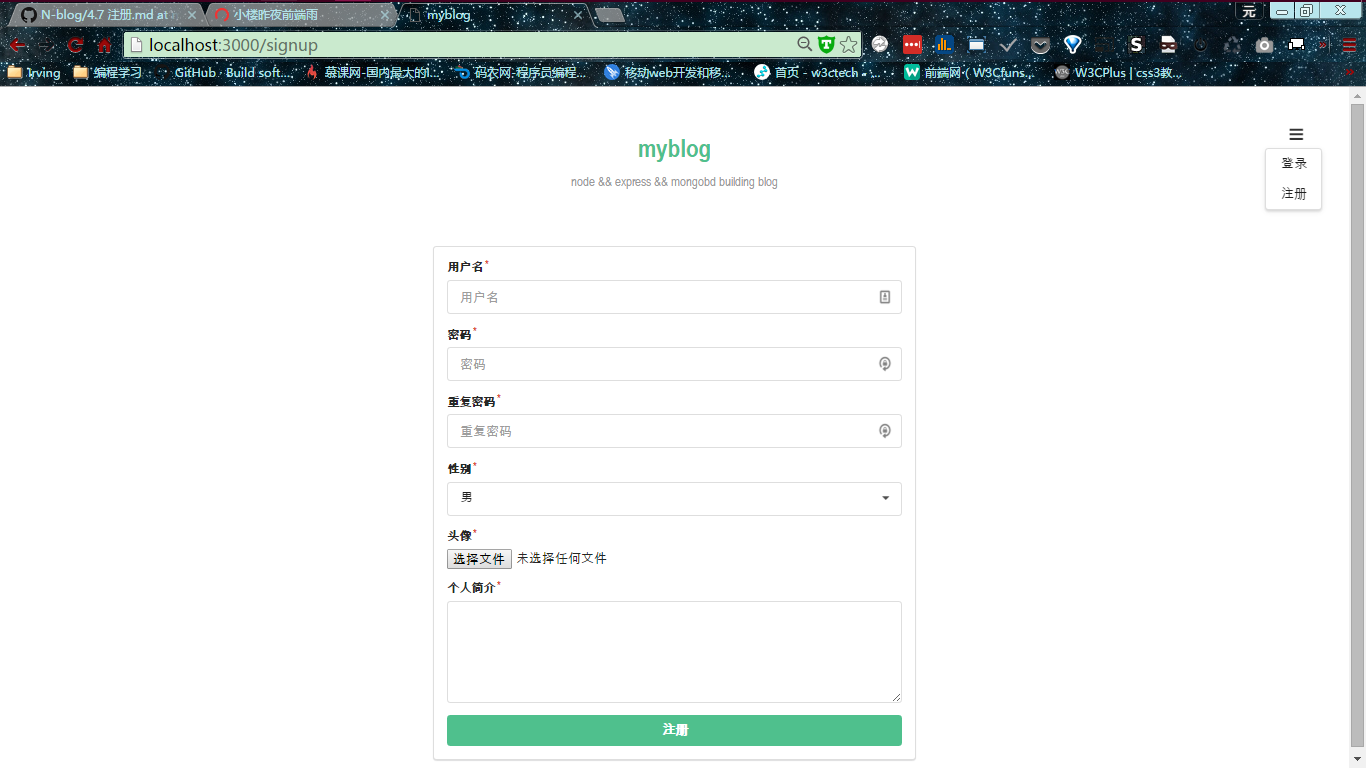 N-blog/4.7 注册.md at
小楼昨夜前端雨
myblog
元
localhost:3000/signup
Irving
编程学习
GitHub
Build soft....
慕课网-国内最大的I...
码农网-程序员编程...
移动web开发和移...
首页 - w3ctech - ...
前端网 ( W3Cfuns...
W3CPlus | css3教...
myblog
node && express && mongobd building blog
登录
注册
用户名*
用户名
密码*
密码
重复密码*
重复密码
性别*
男
头像*
选择文件 未选择任何文件
个人简介*
注册